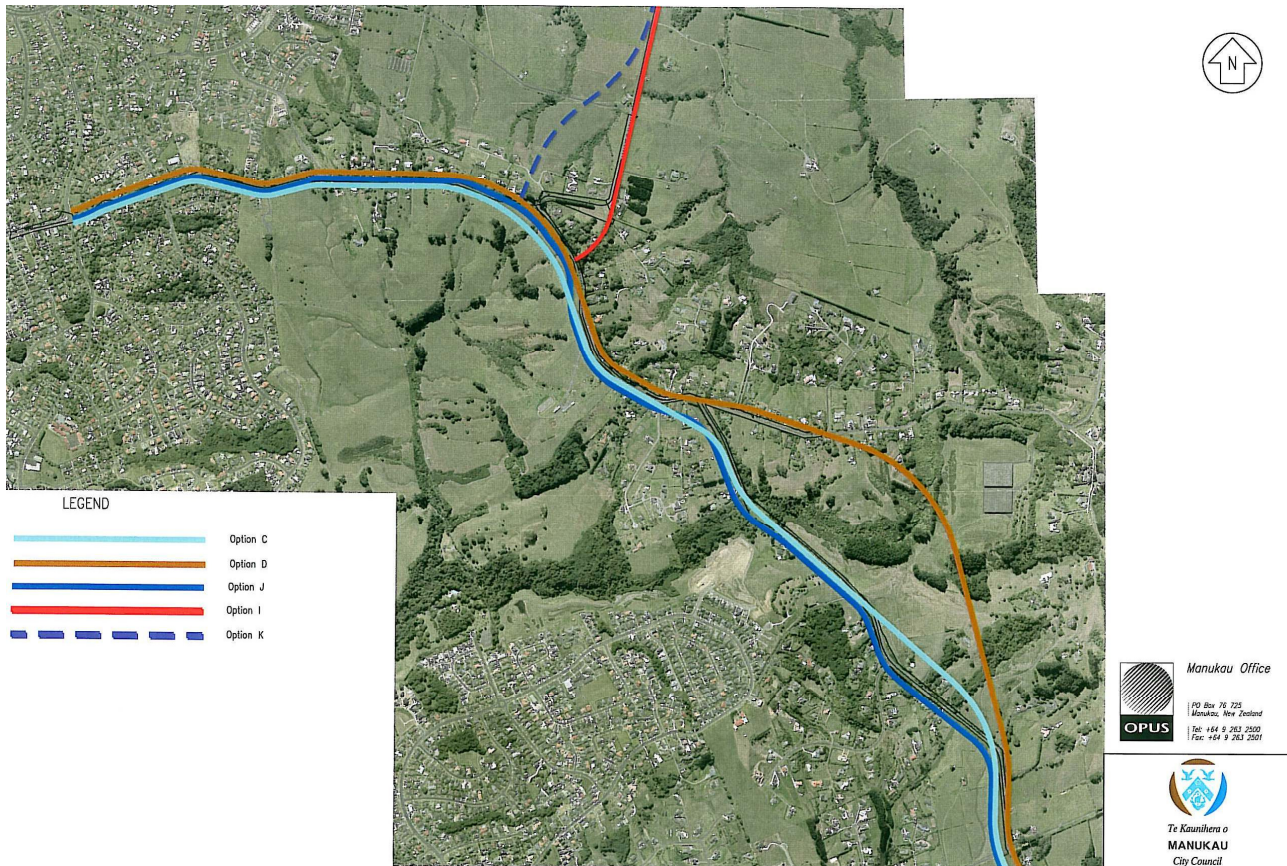 N
LEGEND
Option C
Option D
Option J
Option I
Option K
OPUS
Manukau Office
PO Box 76 725
Manukau, New Zealand
Tel: +64 9 263 2500
Fax: +64 9 263 2501
Te Kaunihera o
MANUKAU
City Council